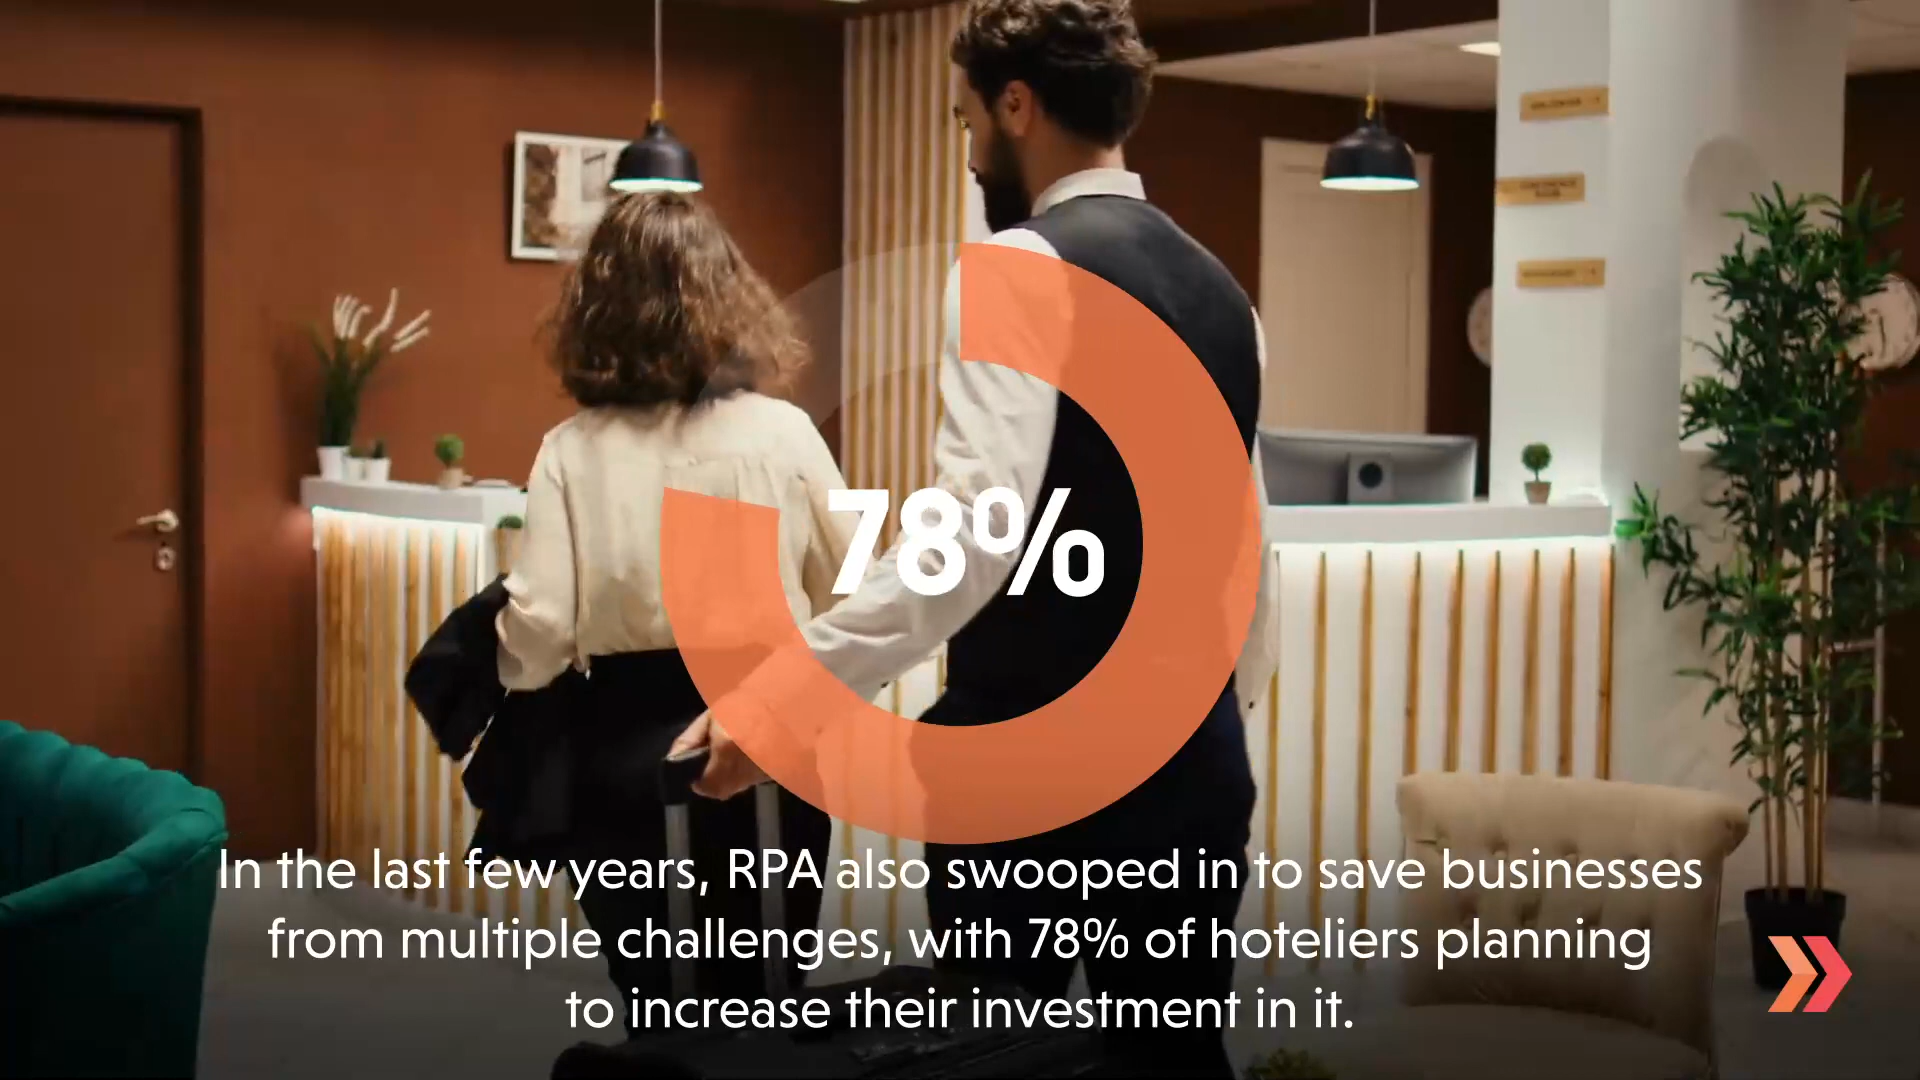 78%
In the last few years, RPA also swooped in to save businesses
from multiple challenges, with 78% of hoteliers planning
to increase their investment in it.